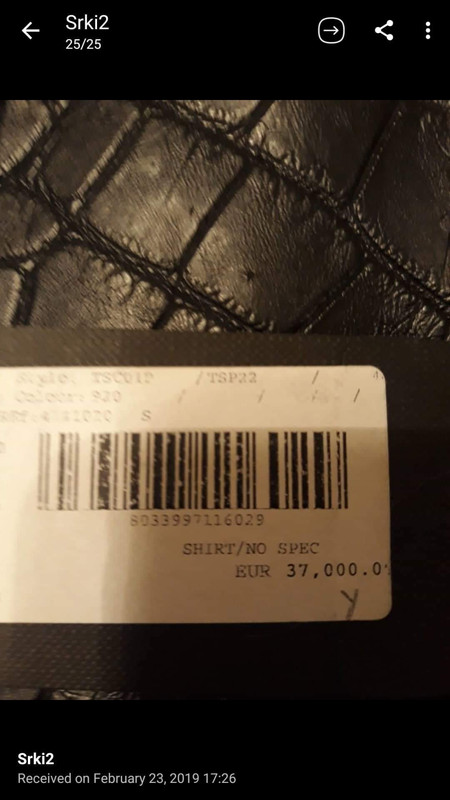 Srki2
25/25
Style: TSC01P /TSP22 /
Colour: 920
S
8033997116029
SHIRT/NO SPEC
EUR 37,000.0
Srki2
Received on February 23, 2019 17:26